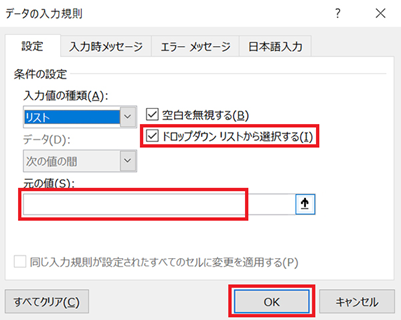 データの入力規則
? ×
設定 入力時メッセージ エラー メッセージ 日本語入力
条件の設定
入力値の種類(A):
リスト ☑空白を無視する(B)
データ(D): ☑ドロップダウン リストから選択する(I)
次の値の間
元の値(S):
同じ入力規則が設定されたすべてのセルに変更を適用する(P)
すべてクリア(C) OK キャンセル